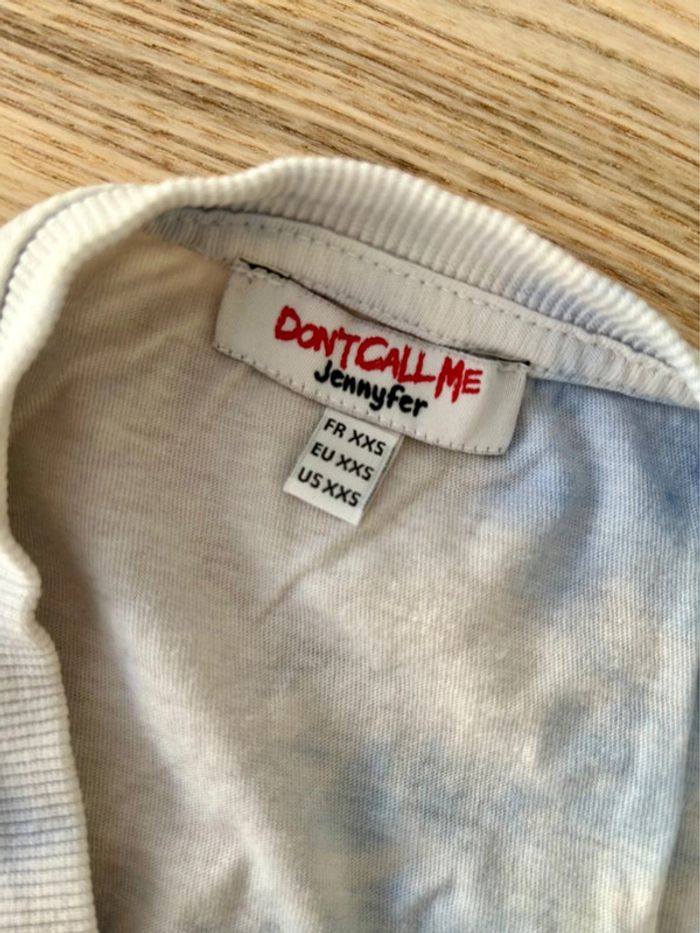 DON'T CALL ME
Jennyfer
FR XXS
EU XXS
US XXS